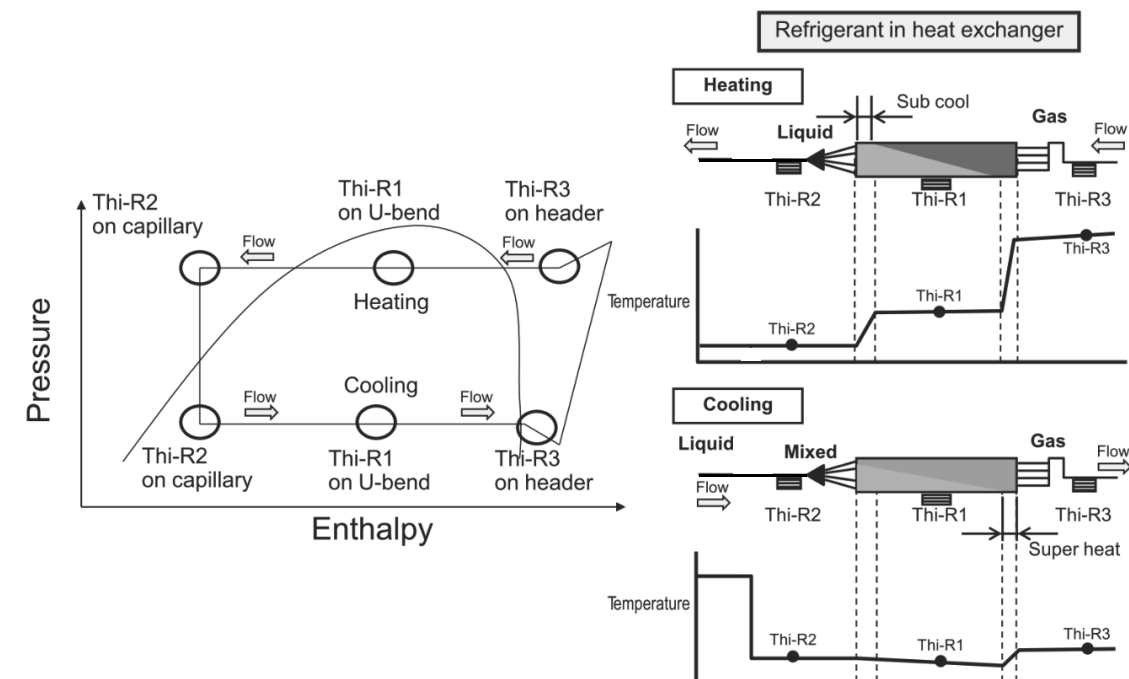 Refrigerant in heat exchanger
Heating
Sub cool
Flow
Liquid
Gas
Flow
Thi-R2
Thi-R1
Thi-R3
Temperature
Thi-R2
Thi-R1
Thi-R3
Cooling
Liquid
Mixed
Gas
Flow
Flow
Thi-R2
Thi-R1
Thi-R3
Super heat
Temperature
Thi-R2
Thi-R1
Thi-R3
Pressure
Enthalpy
Thi-R2
on capillary
Thi-R1
on U-bend
Thi-R3
on header
Flow
Flow
Heating
Cooling
Flow
Flow
Thi-R2
on capillary
Thi-R1
on U-bend
Thi-R3
on header